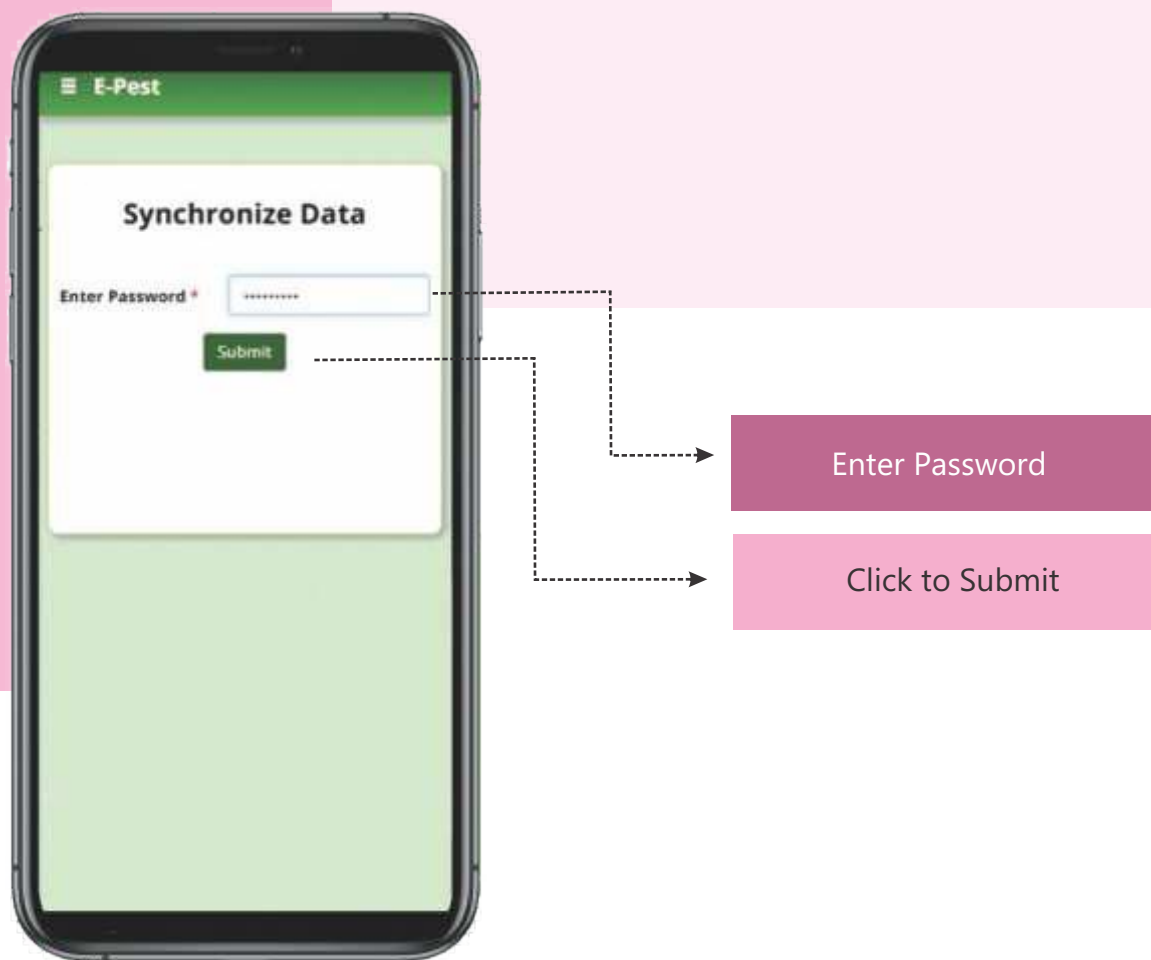 E-Pest
Synchronize Data
Enter Password *
Submit
Enter Password
Click to Submit